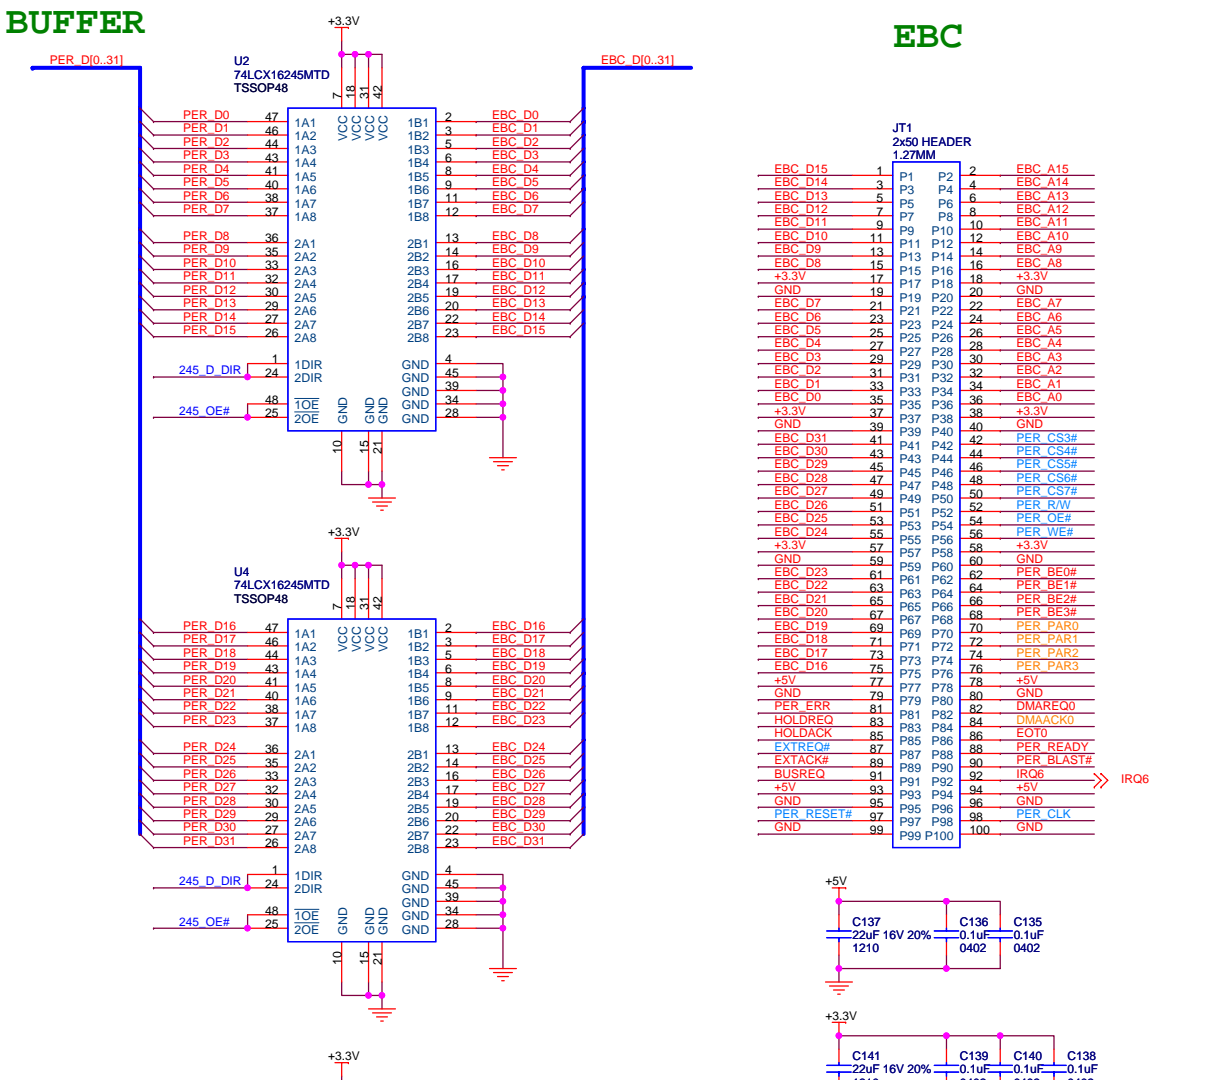 BUFFER
EBC
+3.3V
PER_D[0..31]
EBC_D[0..31]
U2
74LCX16245MTD
TSSOP48
7 18 31 42
VCC VCC VCC VCC
PER_D0 47 1A1 1B1 2 EBC_D0
PER_D1 46 1A2 1B2 3 EBC_D1
PER_D2 44 1A3 1B3 5 EBC_D2
PER_D3 43 1A4 1B4 6 EBC_D3
PER_D4 41 1A5 1B5 8 EBC_D4
PER_D5 40 1A6 1B6 9 EBC_D5
PER_D6 38 1A7 1B7 11 EBC_D6
PER_D7 37 1A8 1B8 12 EBC_D7
PER_D8 36 2A1 2B1 13 EBC_D8
PER_D9 35 2A2 2B2 14 EBC_D9
PER_D10 33 2A3 2B3 16 EBC_D10
PER_D11 32 2A4 2B4 17 EBC_D11
PER_D12 30 2A5 2B5 19 EBC_D12
PER_D13 29 2A6 2B6 20 EBC_D13
PER_D14 27 2A7 2B7 22 EBC_D14
PER_D15 26 2A8 2B8 23 EBC_D15
1 1DIR GND 4
245_D_DIR 24 2DIR GND 45
GND 39
48 1OE GND 34
245_OE# 25 2OE GND 28
GND GND GND
10 15 21
+3.3V
U4
74LCX16245MTD
TSSOP48
7 18 31 42
VCC VCC VCC VCC
PER_D16 47 1A1 1B1 2 EBC_D16
PER_D17 46 1A2 1B2 3 EBC_D17
PER_D18 44 1A3 1B3 5 EBC_D18
PER_D19 43 1A4 1B4 6 EBC_D19
PER_D20 41 1A5 1B5 8 EBC_D20
PER_D21 40 1A6 1B6 9 EBC_D21
PER_D22 38 1A7 1B7 11 EBC_D22
PER_D23 37 1A8 1B8 12 EBC_D23
PER_D24 36 2A1 2B1 13 EBC_D24
PER_D25 35 2A2 2B2 14 EBC_D25
PER_D26 33 2A3 2B3 16 EBC_D26
PER_D27 32 2A4 2B4 17 EBC_D27
PER_D28 30 2A5 2B5 19 EBC_D28
PER_D29 29 2A6 2B6 20 EBC_D29
PER_D30 27 2A7 2B7 22 EBC_D30
PER_D31 26 2A8 2B8 23 EBC_D31
1 1DIR GND 4
245_D_DIR 24 2DIR GND 45
GND 39
48 1OE GND 34
245_OE# 25 2OE GND 28
GND GND GND
10 15 21
+3.3V
JT1
2x50 HEADER
1.27MM
EBC_D15 1 P1 P2 2 EBC_A15
EBC_D14 3 P3 P4 4 EBC_A14
EBC_D13 5 P5 P6 6 EBC_A13
EBC_D12 7 P7 P8 8 EBC_A12
EBC_D11 9 P9 P10 10 EBC_A11
EBC_D10 11 P11 P12 12 EBC_A10
EBC_D9 13 P13 P14 14 EBC_A9
EBC_D8 15 P15 P16 16 EBC_A8
+3.3V 17 P17 P18 18 +3.3V
GND 19 P19 P20 20 GND
EBC_D7 21 P21 P22 22 EBC_A7
EBC_D6 23 P23 P24 24 EBC_A6
EBC_D5 25 P25 P26 26 EBC_A5
EBC_D4 27 P27 P28 28 EBC_A4
EBC_D3 29 P29 P30 30 EBC_A3
EBC_D2 31 P31 P32 32 EBC_A2
EBC_D1 33 P33 P34 34 EBC_A1
EBC_D0 35 P35 P36 36 EBC_A0
+3.3V 37 P37 P38 38 +3.3V
GND 39 P39 P40 40 GND
EBC_D31 41 P41 P42 42 PER_CS3#
EBC_D30 43 P43 P44 44 PER_CS4#
EBC_D29 45 P45 P46 46 PER_CS5#
EBC_D28 47 P47 P48 48 PER_CS6#
EBC_D27 49 P49 P50 50 PER_CS7#
EBC_D26 51 P51 P52 52 PER_R/W
EBC_D25 53 P53 P54 54 PER_OE#
EBC_D24 55 P55 P56 56 PER_WE#
+3.3V 57 P57 P58 58 +3.3V
GND 59 P59 P60 60 GND
EBC_D23 61 P61 P62 62 PER_BE0#
EBC_D22 63 P63 P64 64 PER_BE1#
EBC_D21 65 P65 P66 66 PER_BE2#
EBC_D20 67 P67 P68 68 PER_BE3#
EBC_D19 69 P69 P70 70 PER_PAR0
EBC_D18 71 P71 P72 72 PER_PAR1
EBC_D17 73 P73 P74 74 PER_PAR2
EBC_D16 75 P75 P76 76 PER_PAR3
+5V 77 P77 P78 78 +5V
GND 79 P79 P80 80 GND
PER_ERR 81 P81 P82 82 DMAREQ0
HOLDREQ 83 P83 P84 84 DMAACK0
HOLDACK 85 P85 P86 86 EOT0
EXTREQ# 87 P87 P88 88 PER_READY
EXTACK# 89 P89 P90 90 PER_BLAST#
BUSREQ 91 P91 P92 92 IRQ6 IRQ6
+5V 93 P93 P94 94 +5V
GND 95 P95 P96 96 GND
PER_RESET# 97 P97 P98 98 PER_CLK
GND 99 P99 P100 100 GND
+5V
C137 C136 C135
22uF 16V 20% 0.1uF 0.1uF
1210 0402 0402
+3.3V
C141 C139 C140 C138
22uF 16V 20% 0.1uF 0.1uF 0.1uF